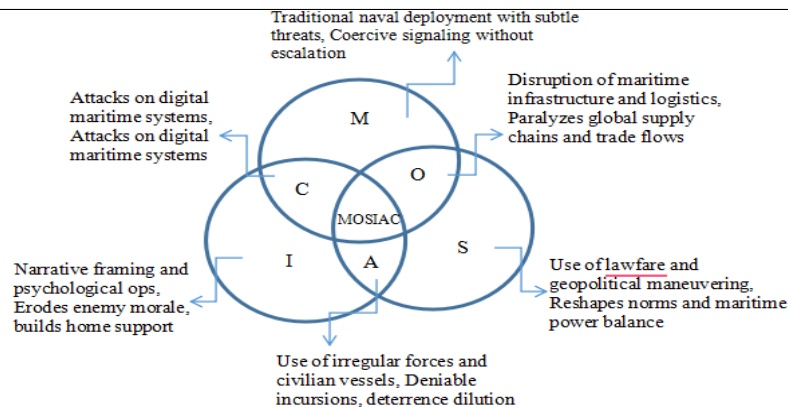 Traditional naval deployment with subtle
threats, Coercive signaling without
escalation
Attacks on digital
maritime systems,
Attacks on digital
maritime systems
Disruption of maritime
infrastructure and logistics,
Paralyzes global supply
chains and trade flows
M
C
O
MOSIAC
I
A
S
Narrative framing and
psychological ops,
Erodes enemy morale,
builds home support
Use of lawfare and
geopolitical maneuvering,
Reshapes norms and maritime
power balance
Use of irregular forces and
civilian vessels, Deniable
incursions, deterrence dilution